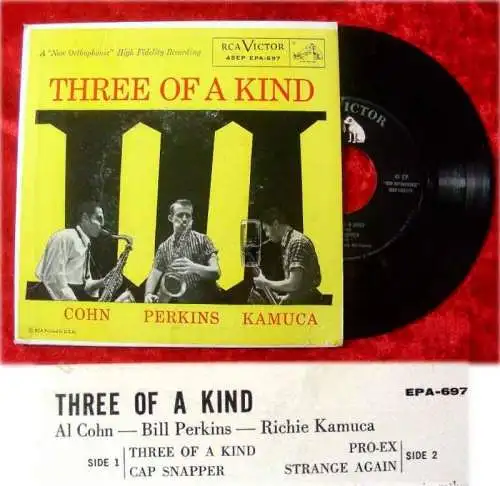 A "New Orthophonic" High Fidelity Recording
RCA VICTOR
45EP EPA-697
THREE OF A KIND
COHN PERKINS KAMUCA
VICTOR
45 EP
THREE OF A KIND
EPA-697
Al Cohn — Bill Perkins — Richie Kamuca
SIDE 1 THREE OF A KIND PRO-EX SIDE 2
CAP SNAPPER STRANGE AGAIN